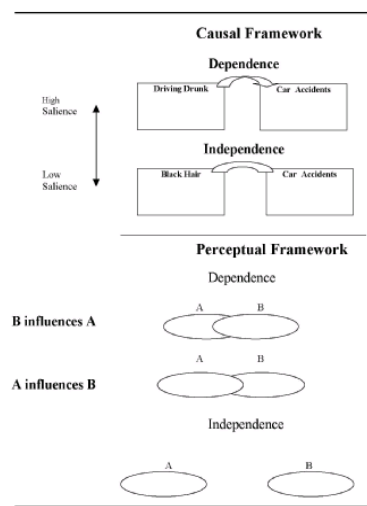 Causal Framework
Dependence
Driving Drunk Car Accidents
High
Salience
Independence
Low
Salience
Black Hair Car Accidents
Perceptual Framework
Dependence
A B
B influences A
A B
A influences B
Independence
A B